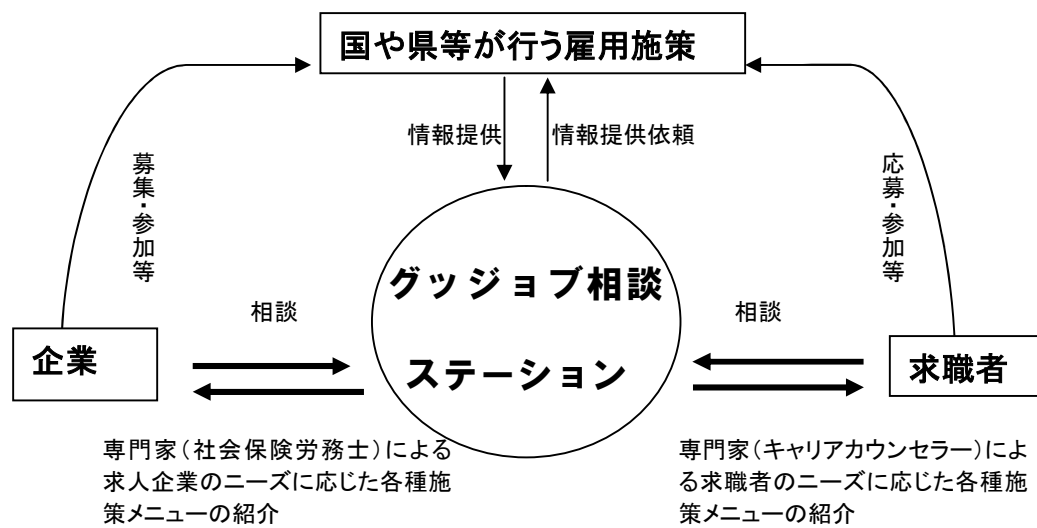 国や県等が行う雇用施策
情報提供
情報提供依頼
募集・参加等
応募・参加等
グッジョブ相談
ステーション
相談
相談
企業
求職者
専門家(社会保険労務士)による
求人企業のニーズに応じた各種施
策メニューの紹介
専門家(キャリアカウンセラー)によ
る求職者のニーズに応じた各種施
策メニューの紹介